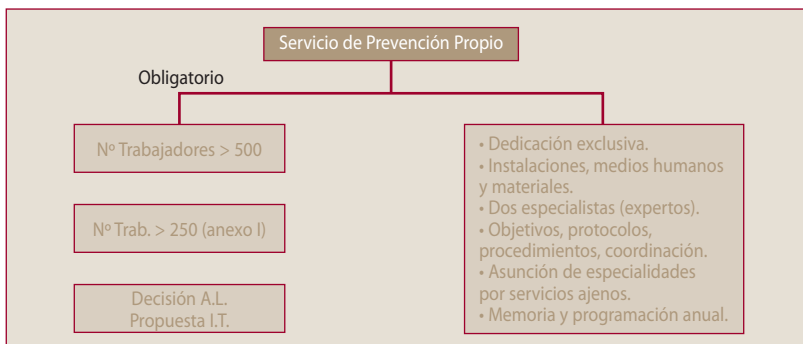 Servicio de Prevención Propio
Obligatorio
Nº Trabajadores > 500
Nº Trab. > 250 (anexo I)
Decisión A.L.
Propuesta I.T.
• Dedicación exclusiva.
• Instalaciones, medios humanos
y materiales.
• Dos especialistas (expertos).
• Objetivos, protocolos,
procedimientos, coordinación.
• Asunción de especialidades
por servicios ajenos.
• Memoria y programación anual.